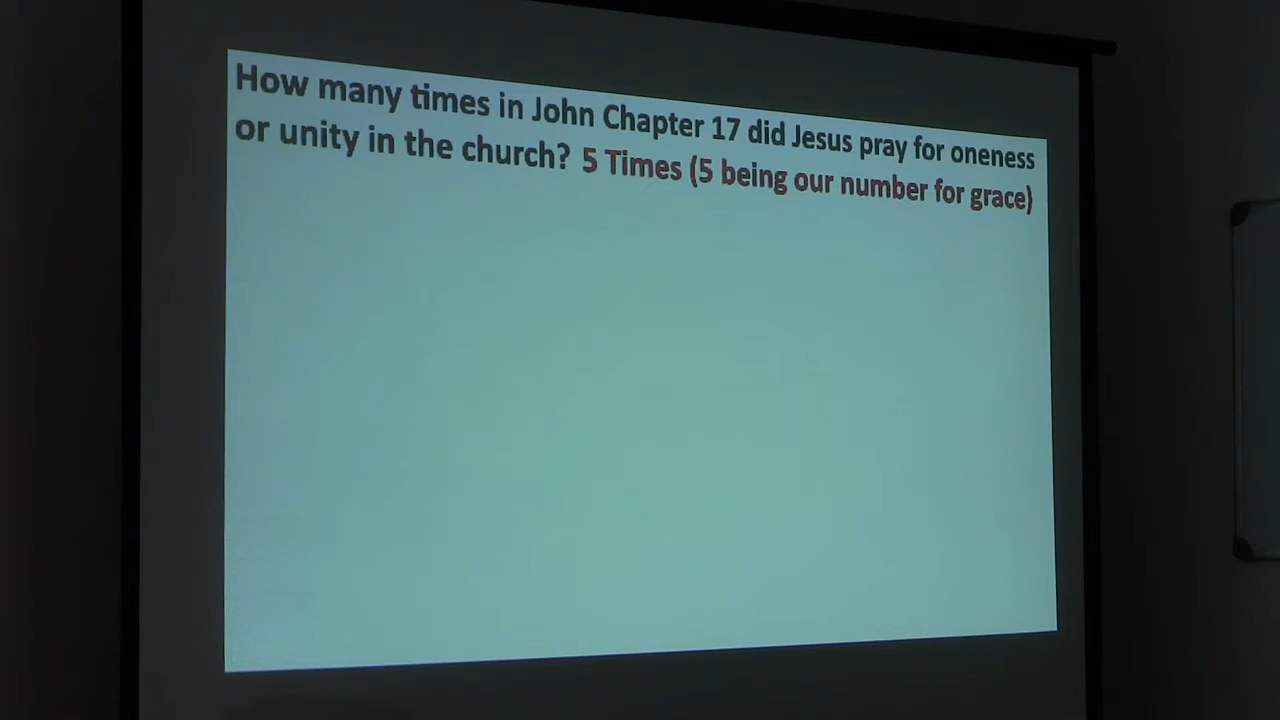 How many times in John Chapter 17 did Jesus pray for oneness
or unity in the church? 5 Times (5 being our number for grace)